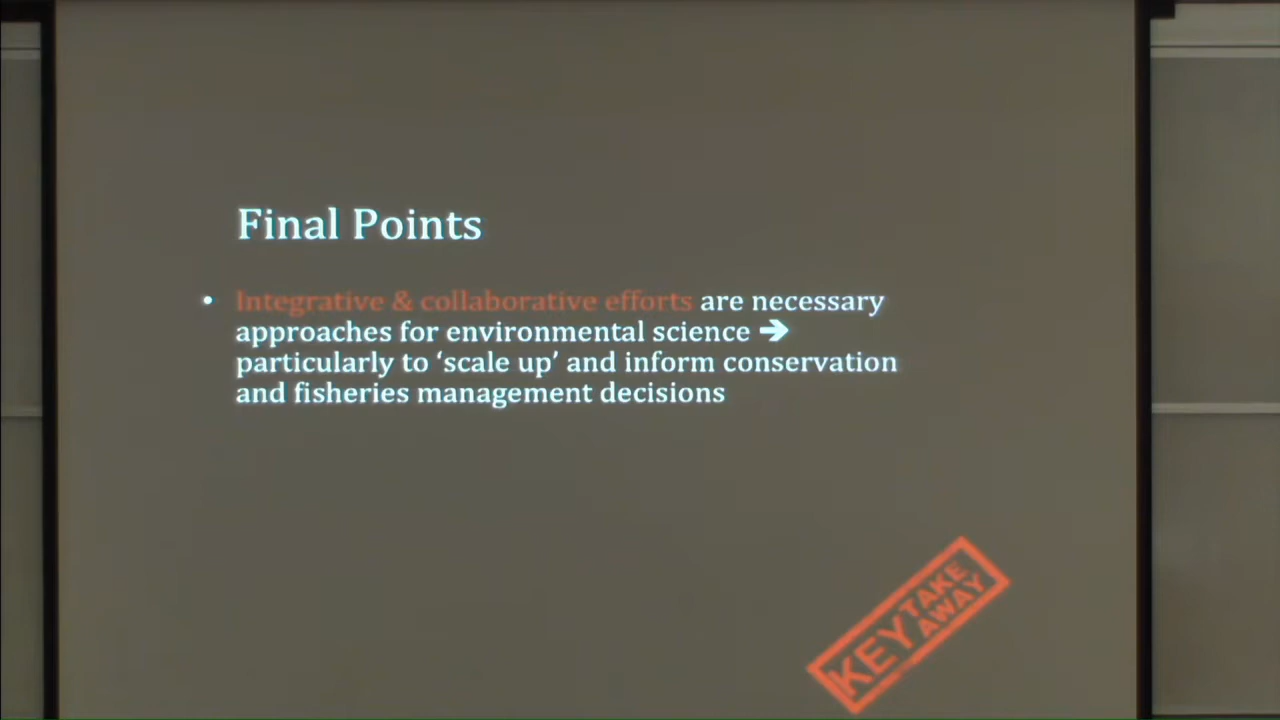 Final Points
• Integrative & collaborative efforts are necessary
approaches for environmental science ➔
particularly to ‘scale up’ and inform conservation
and fisheries management decisions
KEY TAKE
AWAY